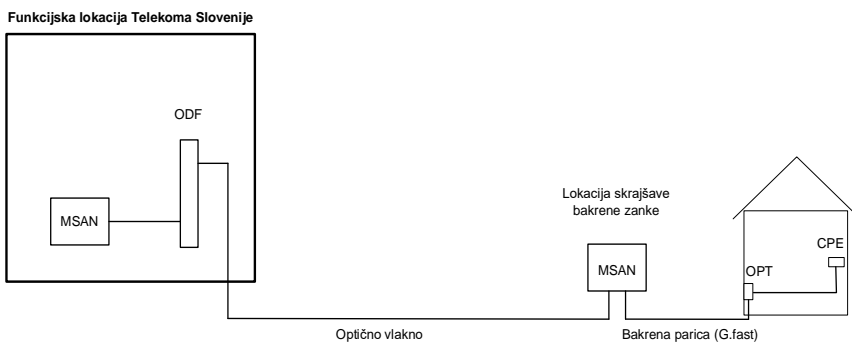 Funkcijska lokacija Telekoma Slovenije
ODF
MSAN
Lokacija skrajšave
bakrene zanke
MSAN
CPE
OPT
Optično vlakno
Bakrena parica (G.fast)